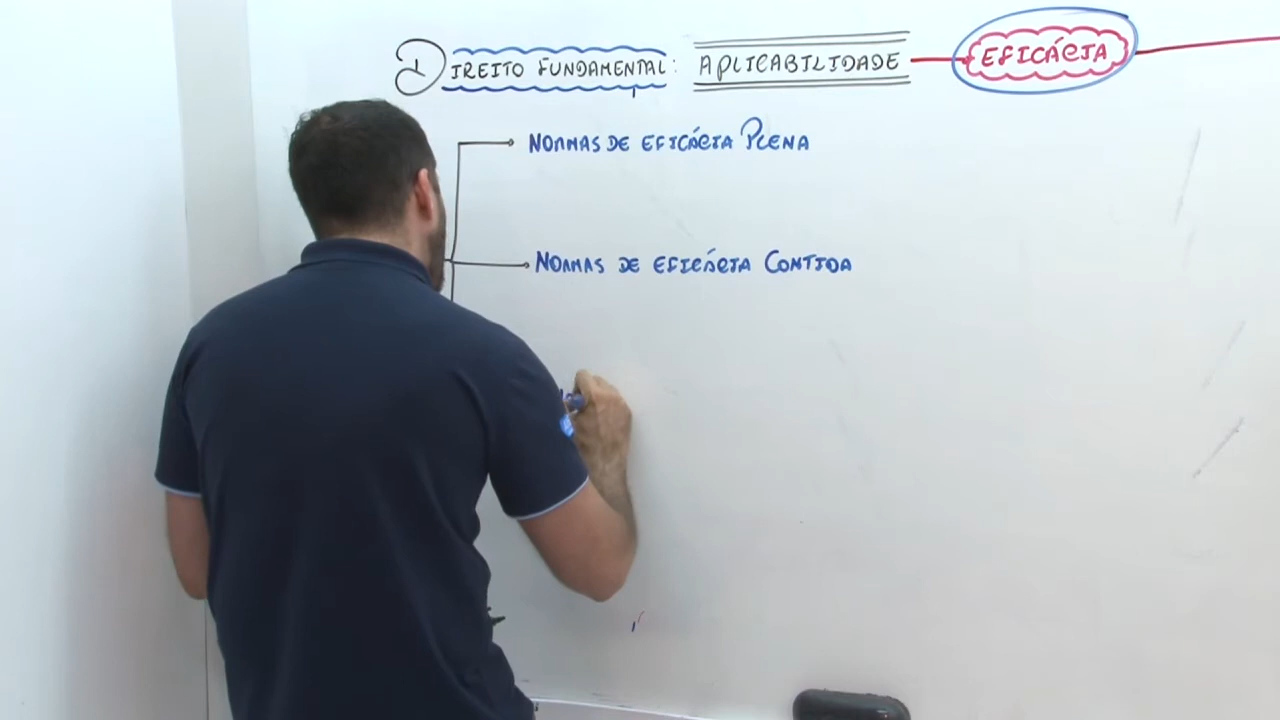 DIREITO FUNDAMENTAL: APLICABILIDADE EFICÁCIA
NORMAS DE EFICÁCIA PLENA
NORMAS DE EFICÁCIA CONTIDA